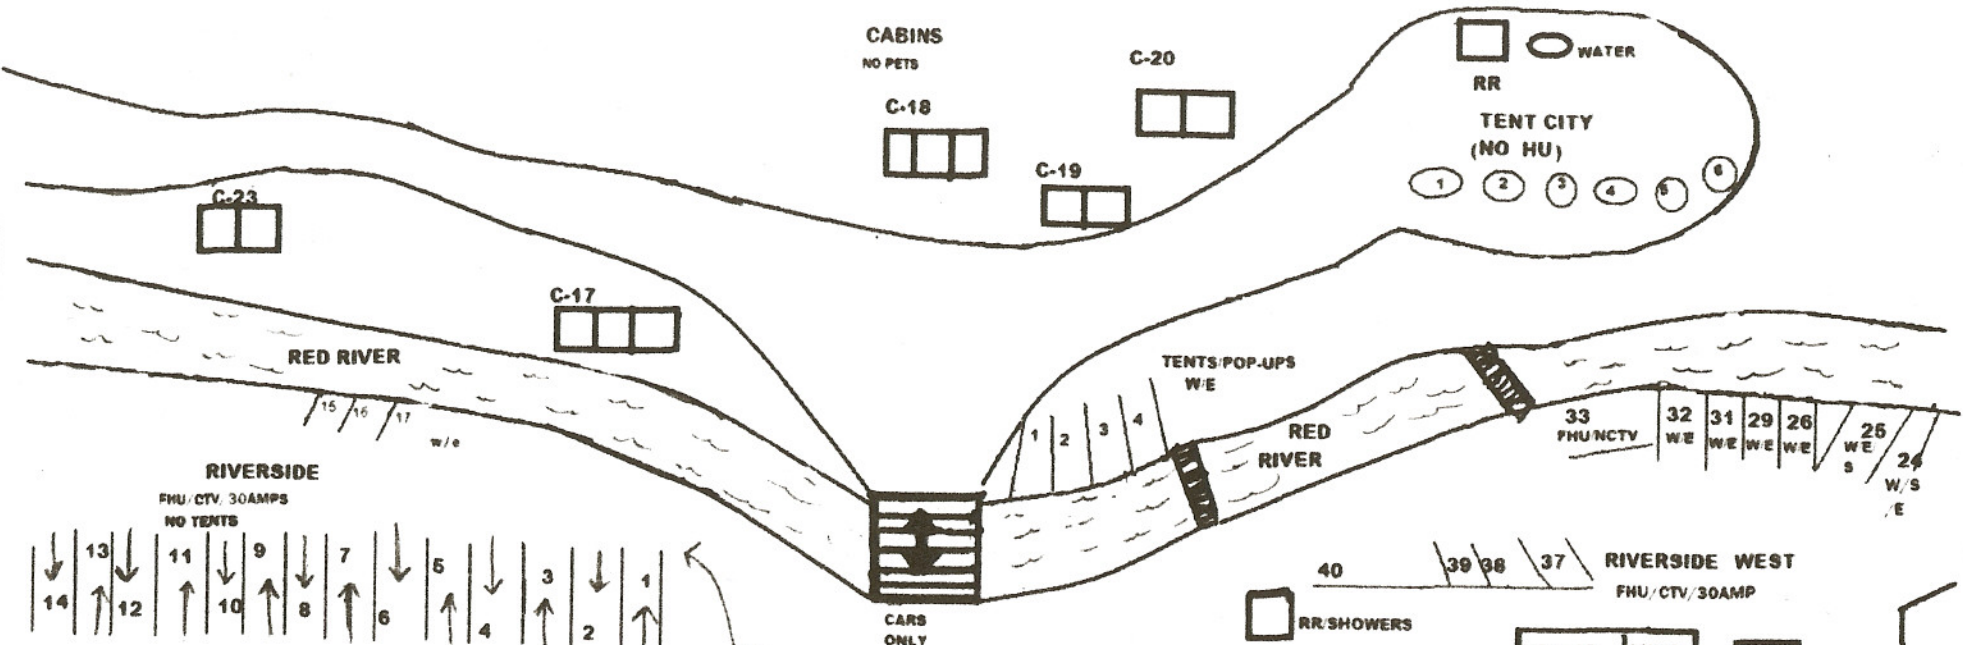 CABINS
NO PETS
C-18
C-20
C-19
RR
WATER
TENT CITY
(NO HU)
1 2 3 4 5 6
C-23
C-17
RED RIVER
15 16 17
w/e
RIVERSIDE
FHU/CTV/30AMPS
NO TENTS
14 13 12 11 10 9 8 7 6 5 4 3 2 1
TENTS/POP-UPS
W/E
1 2 3 4
RED
RIVER
CARS
ONLY
33
FHU/NCTV
32
W/E
31
W/E
29
W/E
26
W/E
25
W E
S
24
W/S
/E
40 39 38 37
RIVERSIDE WEST
FHU/CTV/30AMP
RR/SHOWERS